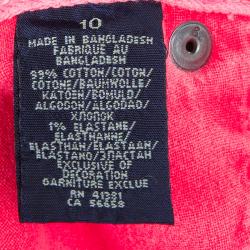 10
MADE IN BANGLADESH
FABRIQUE AU
BANGLADESH
99% COTTON/COTON/
COTONE/BAUMWOLLE/
KATOEN/BOMULD/
ALGODON/ALGODAO/
ХЛОПОК
1% ELASTANE/
ELASTHANNE/
ELASTHAN/ELASTAAN/
ELASTANO/ЭЛАСТАН
EXCLUSIVE OF
DECORATION
GARNITURE EXCLUE
RN 41381
CA 56658